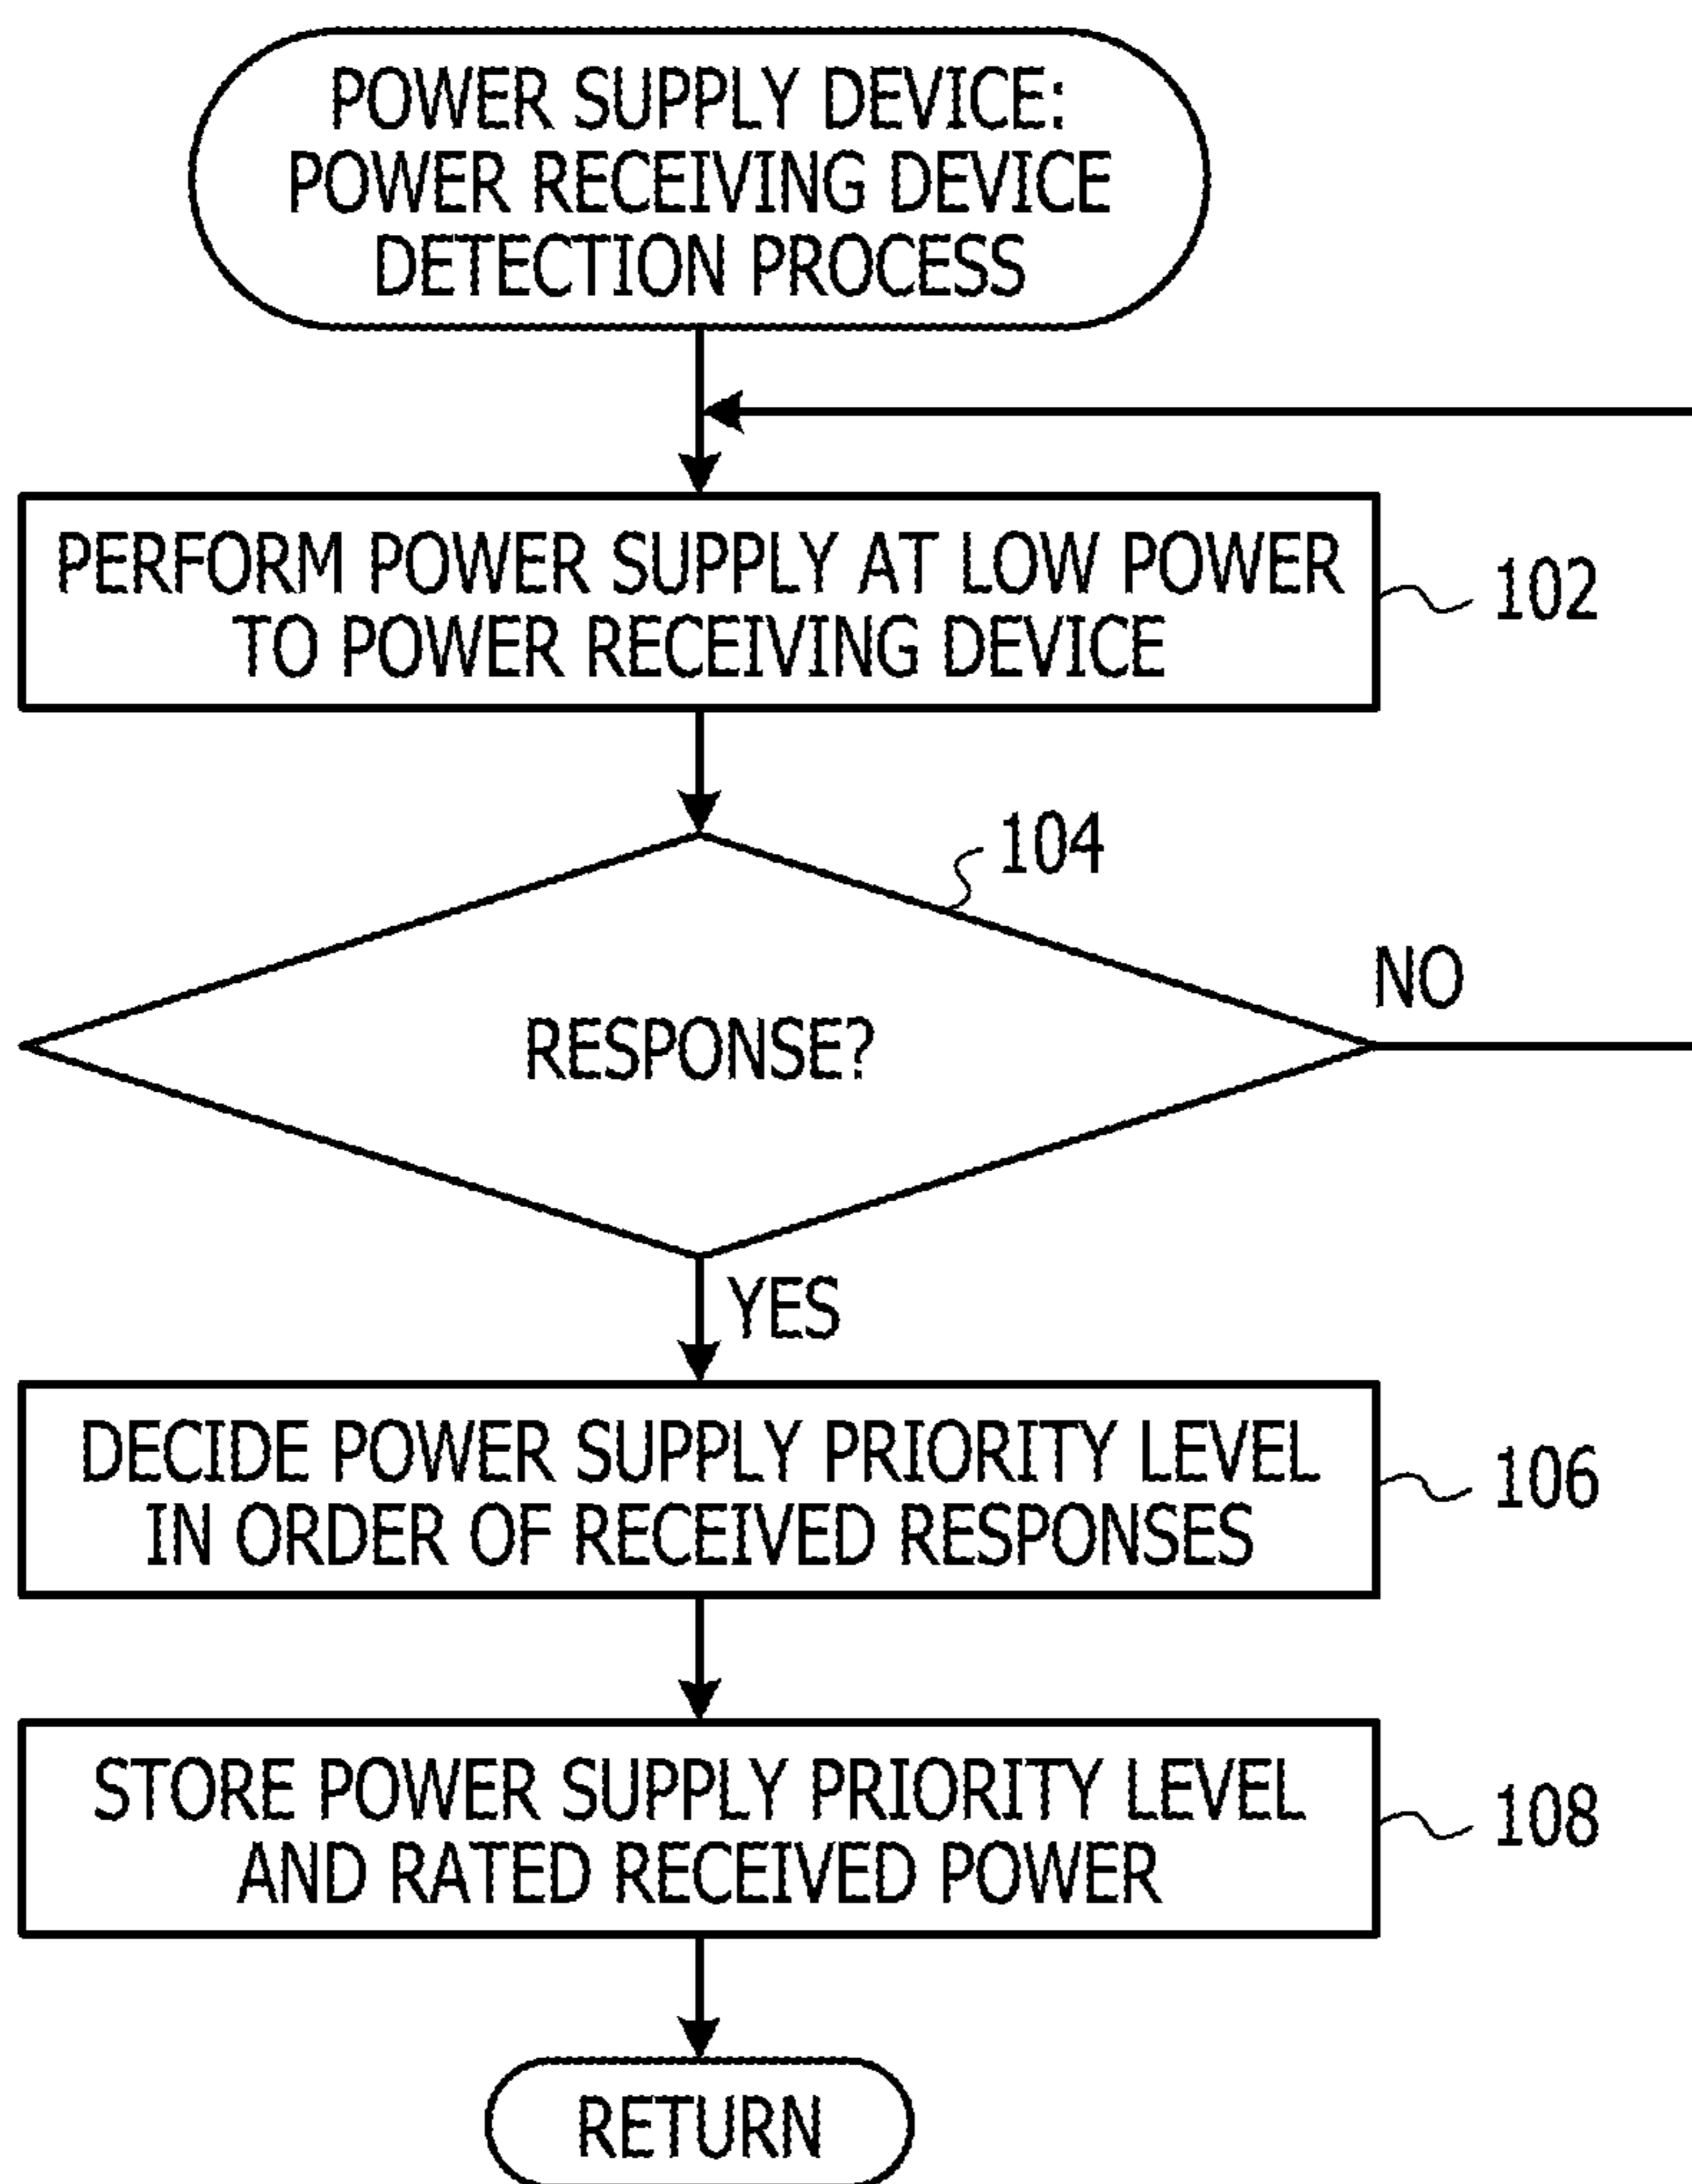 POWER SUPPLY DEVICE:
POWER RECEIVING DEVICE
DETECTION PROCESS
PERFORM POWER SUPPLY AT LOW POWER
TO POWER RECEIVING DEVICE
102
104
RESPONSE?
NO
YES
DECIDE POWER SUPPLY PRIORITY LEVEL
IN ORDER OF RECEIVED RESPONSES
106
STORE POWER SUPPLY PRIORITY LEVEL
AND RATED RECEIVED POWER
108
RETURN